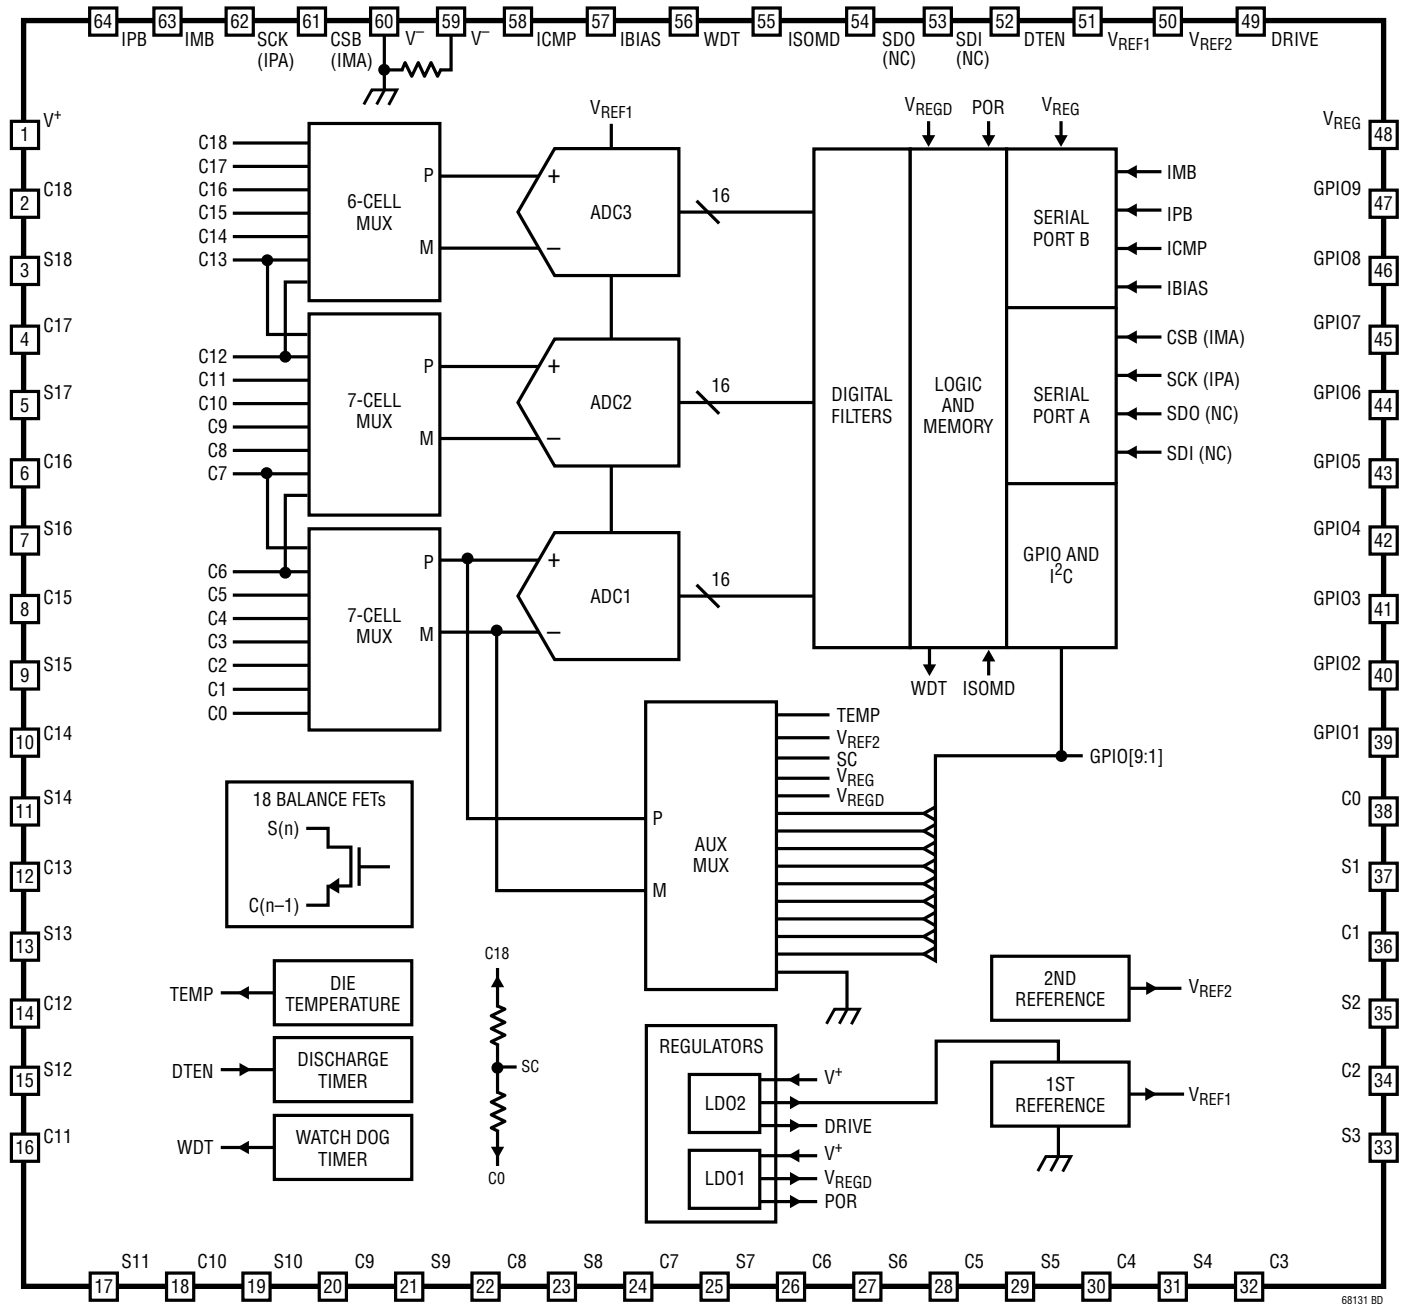 64 63 62 61 60 59 58 57 56 55 54 53 52 51 50 49
IPB IMB SCK (IPA) CSB (IMA) V– V– ICMP IBIAS WDT ISOMD SDO (NC) SDI (NC) DTEN VREF1 VREF2 DRIVE
1 V+
2 C18
3 S18
4 C17
5 S17
6 C16
7 S16
8 C15
9 S15
10 C14
11 S14
12 C13
13 S13
14 C12
15 S12
16 C11
C18
C17
C16
C15
C14
C13
C12
C11
C10
C9
C8
C7
C6
C5
C4
C3
C2
C1
C0
6-CELL
MUX
P
M
7-CELL
MUX
P
M
7-CELL
MUX
P
M
VREF1
+
ADC3
–
16
+
ADC2
–
16
+
ADC1
–
16
VREGD POR VREG
DIGITAL
FILTERS
LOGIC
AND
MEMORY
SERIAL
PORT B
SERIAL
PORT A
GPIO AND
I2C
IMB
IPB
ICMP
IBIAS
CSB (IMA)
SCK (IPA)
SDO (NC)
SDI (NC)
WDT ISOMD
TEMP
VREF2
SC
VREG
VREGD
GPIO[9:1]
P
AUX
MUX
M
18 BALANCE FETs
S(n)
C(n–1)
TEMP
DIE
TEMPERATURE
DTEN
DISCHARGE
TIMER
WDT
WATCH DOG
TIMER
C18
SC
C0
REGULATORS
LDO2
V+
DRIVE
LDO1
V+
VREGD
POR
2ND
REFERENCE
VREF2
1ST
REFERENCE
VREF1
VREG 48
GPIO9 47
GPIO8 46
GPIO7 45
GPIO6 44
GPIO5 43
GPIO4 42
GPIO3 41
GPIO2 40
GPIO1 39
C0 38
S1 37
C1 36
S2 35
C2 34
S3 33
S11 C10 S10 C9 S9 C8 S8 C7 S7 C6 S6 C5 S5 C4 S4 C3
17 18 19 20 21 22 23 24 25 26 27 28 29 30 31 32
68131 BD